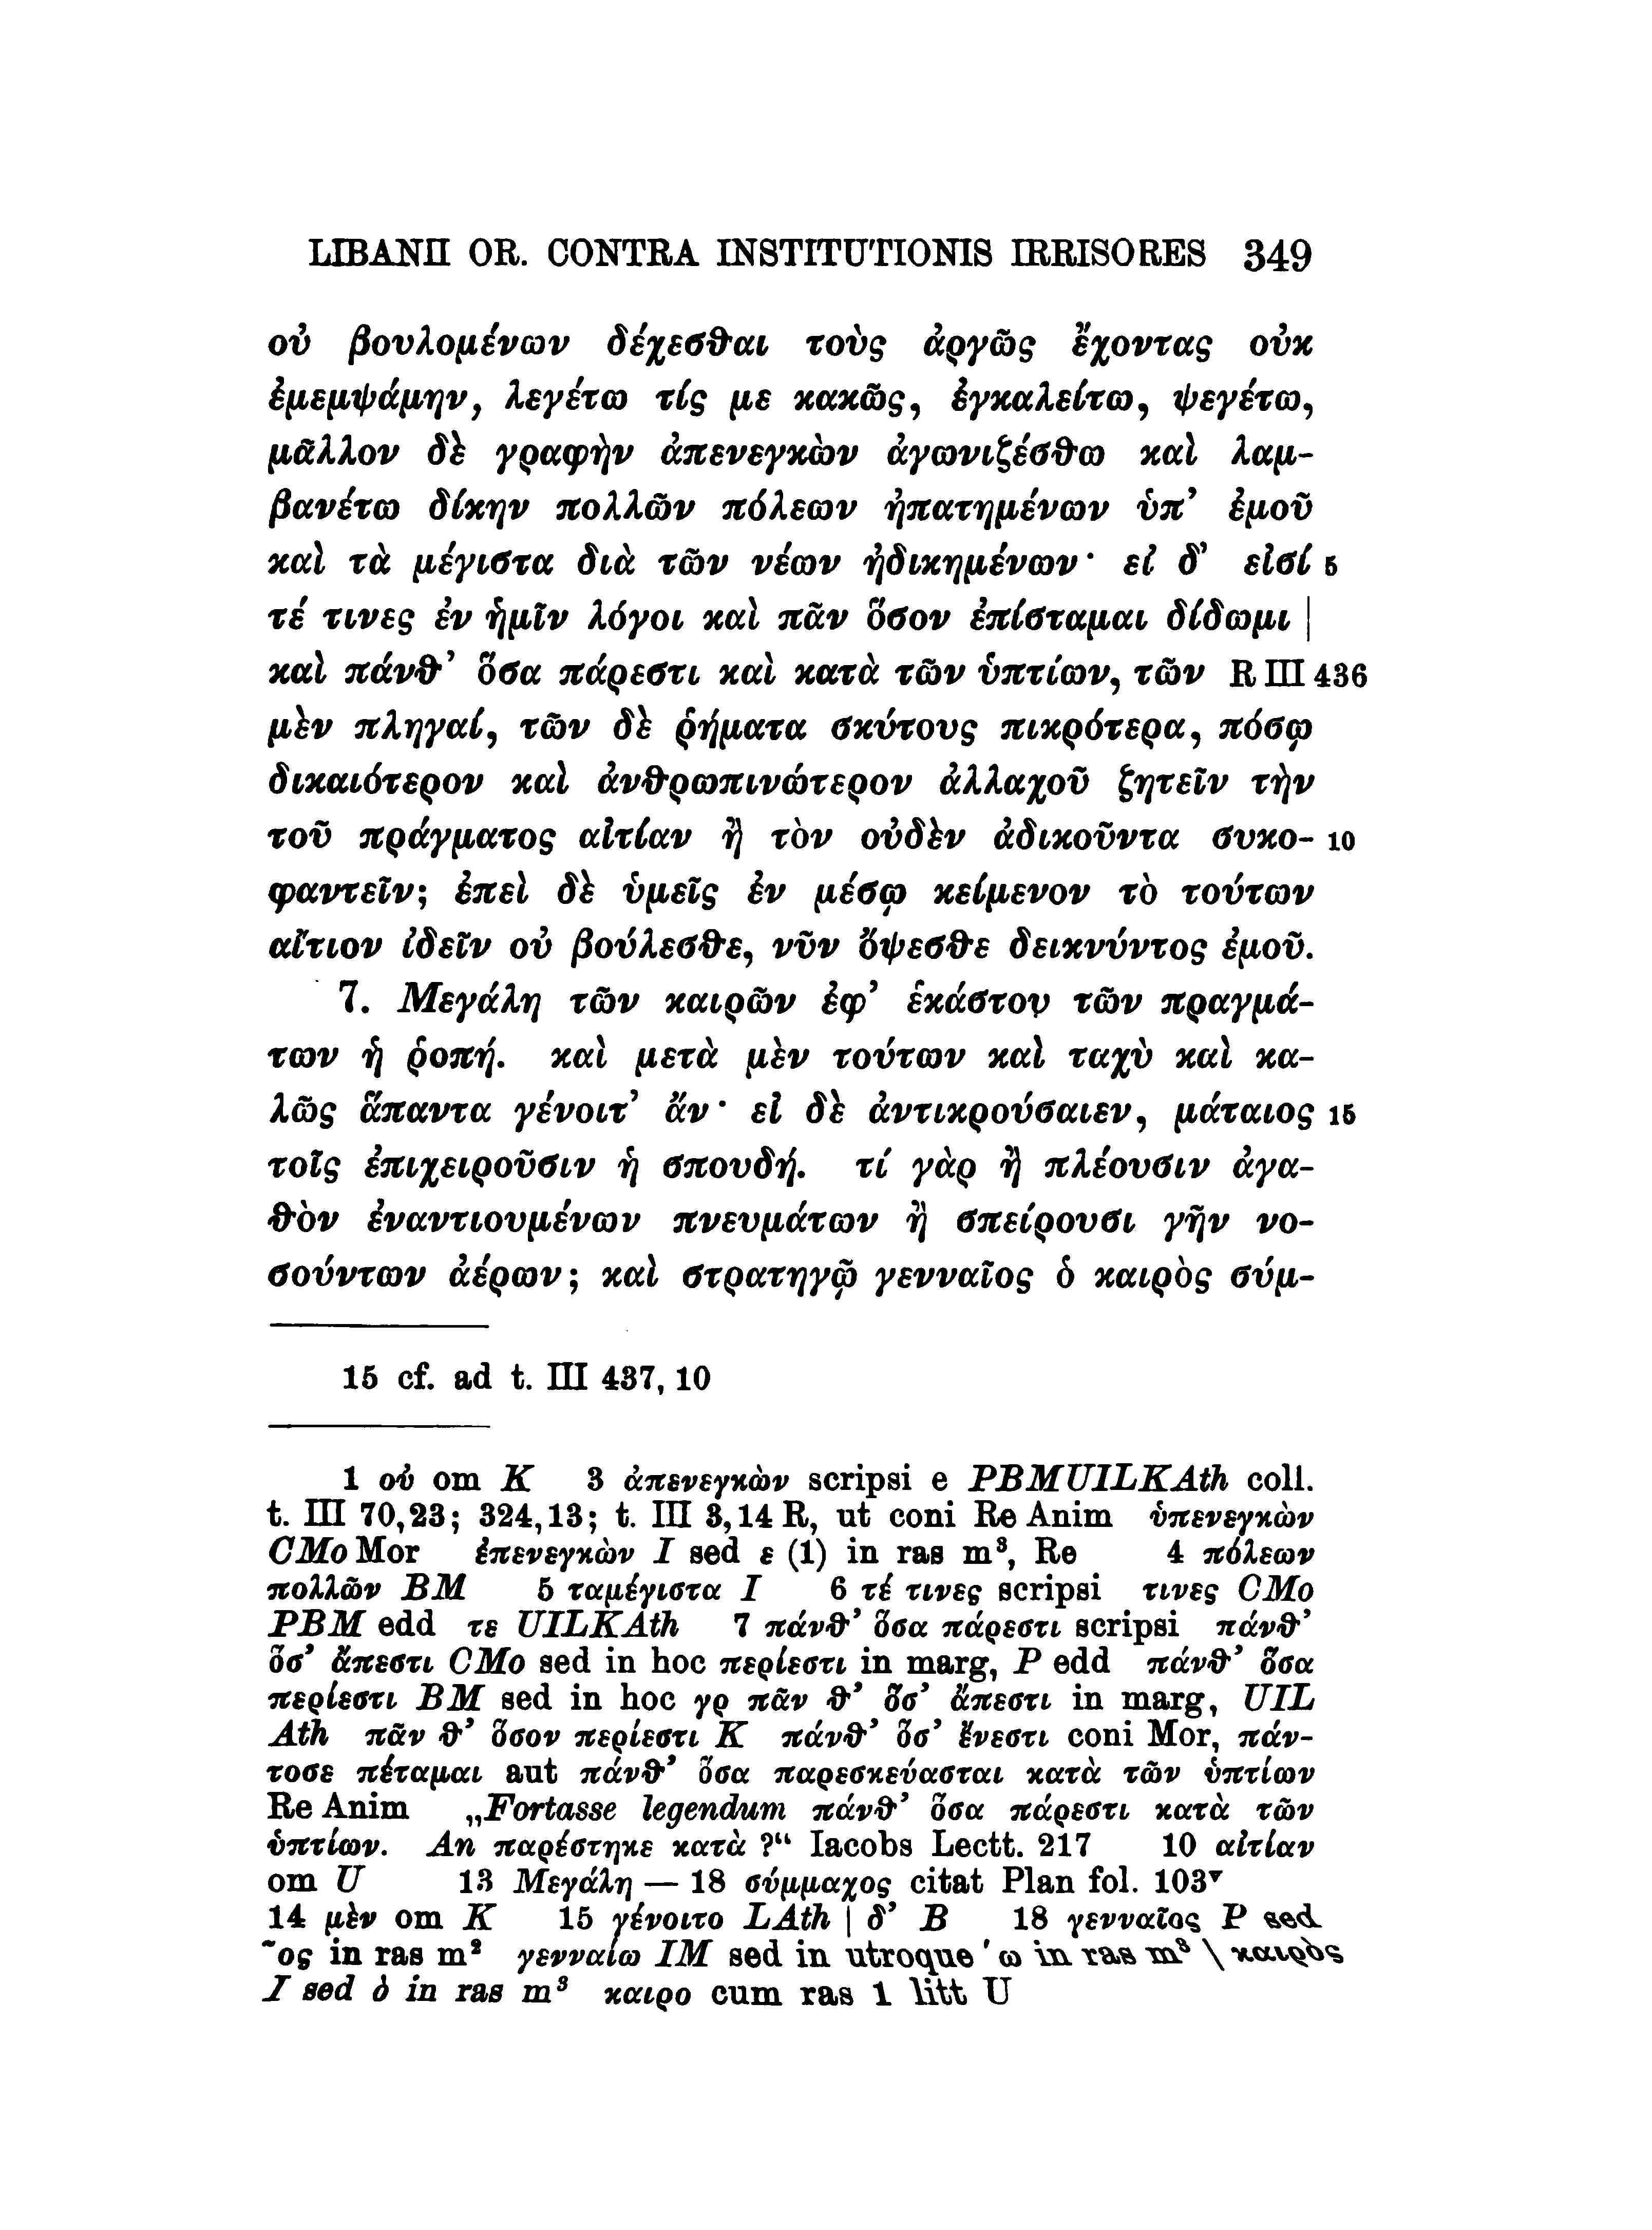 LIBANII OR. CONTRA INSTITUTIONIS IRRISORES 349
οὐ βουλομένων δέχεσθαι τοὺς ἀργῶς ἔχοντας οὐκ
ἐμεμψάμην, λεγέτω τίς με κακῶς, ἐγκαλείτω, ψεγέτω,
μᾶλλον δὲ γραφὴν ἀπενεγκὼν ἀγωνιζέσθω καὶ λαμ-
βανέτω δίκην πολλῶν πόλεων ἠπατημένων ὑπ’ ἐμοῦ
καὶ τὰ μέγιστα διὰ τῶν νέων ἠδικημένων· εἰ δ’ εἰσί 5
τέ τινες ἐν ἡμῖν λόγοι καὶ πᾶν ὅσον ἐπίσταμαι δίδωμι |
καὶ πάνθ’ ὅσα πάρεστι καὶ κατὰ τῶν ὑπτίων, τῶν R III 436
μὲν πληγαί, τῶν δὲ ῥήματα σκύτους πικρότερα, πόσῳ
δικαιότερον καὶ ἀνθρωπινώτερον ἀλλαχοῦ ζητεῖν τὴν
τοῦ πράγματος αἰτίαν ἢ τὸν οὐδὲν ἀδικοῦντα συκο- 10
φαντεῖν; ἐπεὶ δὲ ὑμεῖς ἐν μέσῳ κείμενον τὸ τούτων
αἴτιον ἰδεῖν οὐ βούλεσθε, νῦν ὄψεσθε δεικνύντος ἐμοῦ.
7. Μεγάλη τῶν καιρῶν ἐφ’ ἑκάστου τῶν πραγμά-
των ἡ ῥοπή. καὶ μετὰ μὲν τούτων καὶ ταχὺ καὶ κα-
λῶς ἅπαντα γένοιτ’ ἄν· εἰ δὲ ἀντικρούσαιεν, μάταιος 15
τοῖς ἐπιχειροῦσιν ἡ σπουδή. τί γὰρ ἢ πλέουσιν ἀγα-
θὸν ἐναντιουμένων πνευμάτων ἢ σπείρουσι γῆν νο-
σούντων ἀέρων; καὶ στρατηγῷ γενναῖος ὁ καιρὸς σύμ-
15 cf. ad t. III 437, 10
1 οὐ om K 3 ἀπενεγκὼν scripsi e PBMUILKAth coll.
t. III 70,23; 324,13; t. III 3,14 R, ut coni Re Anim ὑπενεγκὼν
CMo Mor ἐπενεγκὼν I sed ε (1) in ras m³, Re 4 πόλεων
πολλῶν BM 5 ταμέγιστα I 6 τέ τινες scripsi τινες CMo
PBM edd τε UILKAth 7 πάνθ’ ὅσα πάρεστι scripsi πάνθ’
ὅσ’ ἄπεστι CMo sed in hoc περίεστι in marg, P edd πάνθ’ ὅσα
περίεστι BM sed in hoc γρ πᾶν θ’ ὅσ’ ἄπεστι in marg, UIL
Ath πᾶν θ’ ὅσον περίεστι K πάνθ’ ὅσ’ ἔνεστι coni Mor, πάν-
τοσε πέταμαι aut πάνθ’ ὅσα παρεσκεύασται κατὰ τῶν ὑπτίων
Re Anim „Fortasse legendum πάνθ’ ὅσα πάρεστι κατὰ τῶν
ὑπτίων. An παρέστηκε κατὰ ?“ Iacobs Lectt. 217 10 αἰτίαν
om U 13 Μεγάλη — 18 σύμμαχος citat Plan fol. 103ᵛ
14 μὲν om K 15 γένοιτο LAth | δ’ B 18 γενναῖος P sed
῀ος in ras m² γενναίω IM sed in utroque ΄ω in ras m³ \ καιρὸς
I sed ὁ in ras m³ καιρο cum ras 1 litt U